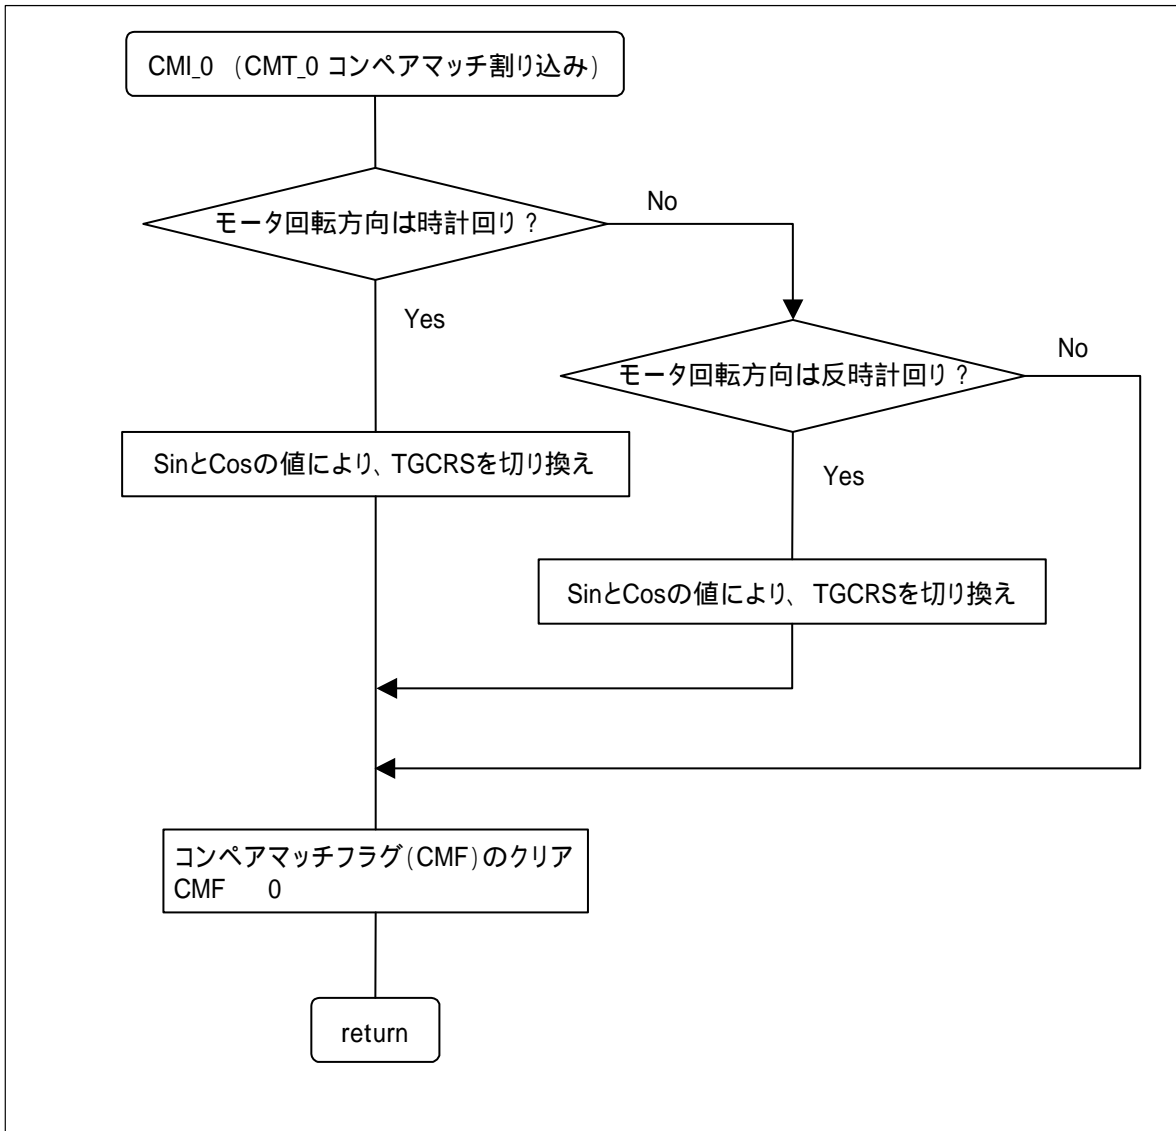 CMI_0 (CMT_0 コンペアマッチ割り込み)
モータ回転方向は時計回り?
No
Yes
モータ回転方向は反時計回り?
No
SinとCosの値により、TGCRSを切り換え
Yes
SinとCosの値により、TGCRSを切り換え
コンペアマッチフラグ(CMF)のクリア
CMF 0
return